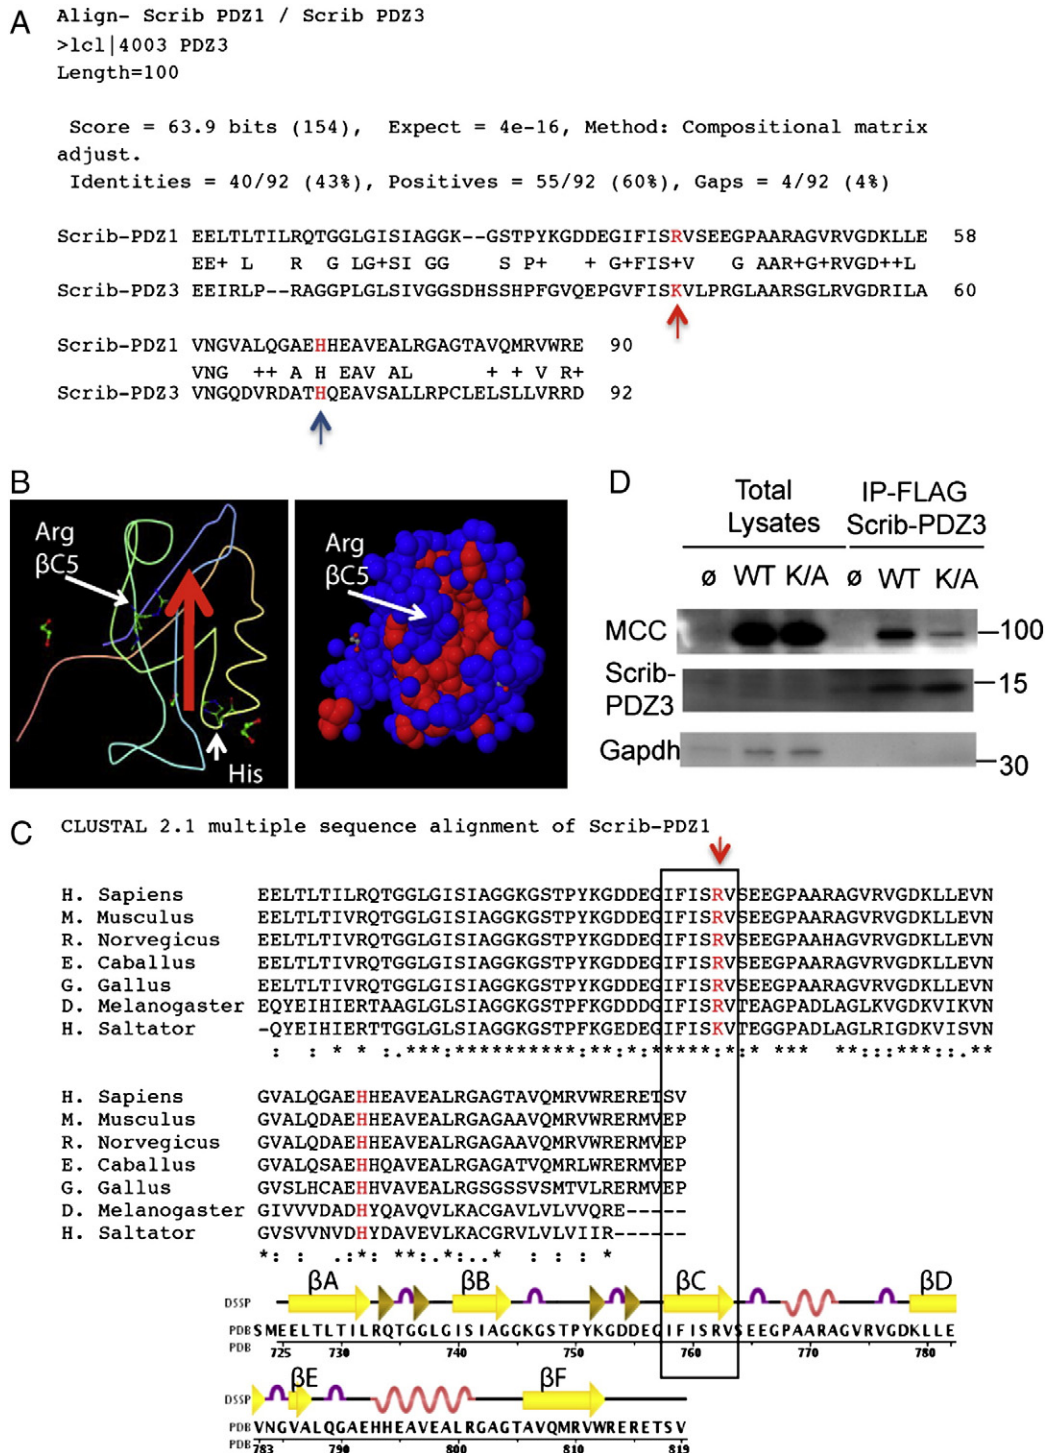 A
Align- Scrib PDZ1 / Scrib PDZ3
>lcl|4003 PDZ3
Length=100
Score = 63.9 bits (154),  Expect = 4e-16, Method: Compositional matrix
adjust.
Identities = 40/92 (43%), Positives = 55/92 (60%), Gaps = 4/92 (4%)
Scrib-PDZ1 EELTLTILRQTGGLGISIAGGK--GSTPYKGDDEGIFISRVSEEGPAARAGVRVGDKLLE 58
EE+ L   R  G LG+SI GG    S P+   + G+FIS+V   G AAR+G+RVGD++L
Scrib-PDZ3 EEIRLP--RAGGPLGLSIVGGSDHSSHPFGVQEPGVFISKVLPRGLAARSGLRVGDRILA 60
Scrib-PDZ1 VNGVALQGAEHHEAVEALRGAGTAVQMRVWRE 90
VNG  ++ A H EAV AL      + + V R+
Scrib-PDZ3 VNGQDVRDATHQEAVSALLRPCLELSLLVRRD 92
B
Arg
βC5
His
Arg
βC5
D
Total
Lysates
IP-FLAG
Scrib-PDZ3
ø WT K/A ø WT K/A
MCC 100
Scrib-
PDZ3
15
Gapdh
30
C
CLUSTAL 2.1 multiple sequence alignment of Scrib-PDZ1
H. Sapiens EELTLTILRQTGGLGISIAGGKGSTPYKGDDEGIFISRVSEEGPAARAGVRVGDKLLEVN
M. Musculus EELTLTIVRQTGGLGISIAGGKGSTPYKGDDEGIFISRVSEEGPAARAGVRVGDKLLEVN
R. Norvegicus EELTLTIVRQTGGLGISIAGGKGSTPYKGDDEGIFISRVSEEGPAAHAGVRVGDKLLEVN
E. Caballus EELTLTIVRQTGGLGISIAGGKGSTPYKGDDEGIFISRVSEEGPAARAGVRVGDKLLEVN
G. Gallus EELTLTIVRQTGGLGISIAGGKGSTPYKGDDEGIFISRVSEEGPAARAGVRVGDKLLEVN
D. Melanogaster EQYEIHIERTAAGLGLSIAGGKGSTPFKGDDDGIFISRVTEAGPADLAGLKVGDKVIKVN
H. Saltator -QYEIHIERTTGGLGLSIAGGKGSTPFKGEDEGIFISKVTEGGPADLAGLRIGDKVISVN
:  :  * *  :.***:**********:**:*:*****:*:* ***  **:::***::.**
H. Sapiens GVALQGAEHHEAVEALRGAGTAVQMRVWRERETSV
M. Musculus GVALQDAEHHEAVEALRGAGAAVQMRVWRERMVEP
R. Norvegicus GVALQDAEHHEAVEALRGAGAAVQMRVWRERMVEP
E. Caballus GVALQSAEHHQAVEALRGAGATVQMRLWRERMVEP
G. Gallus GVSLHCAEHHVAVEALRGSGSSVSMTVLRERMVEP
D. Melanogaster GIVVVDADHYQAVQVLKACGAVLVLVVQRE-----
H. Saltator GVSVVNVDHYDAVEVLKACGRVLVLVIIR------
*: :  .:*: **:.*:..*  : : : *
βA βB βC βD
DSSP
PDB SMEELTLTILRQTGGLGISIAGGKGSTPYKGDDEGIFISRVSEEGPAARAGVRVGDKLLE
PDB 725 730 740 750 760 770 780
βE βF
DSSP
PDB VNGVALQGAEHHEAVEALRGAGTAVQMRVWRERETSV
PDB 783 790 800 810 819